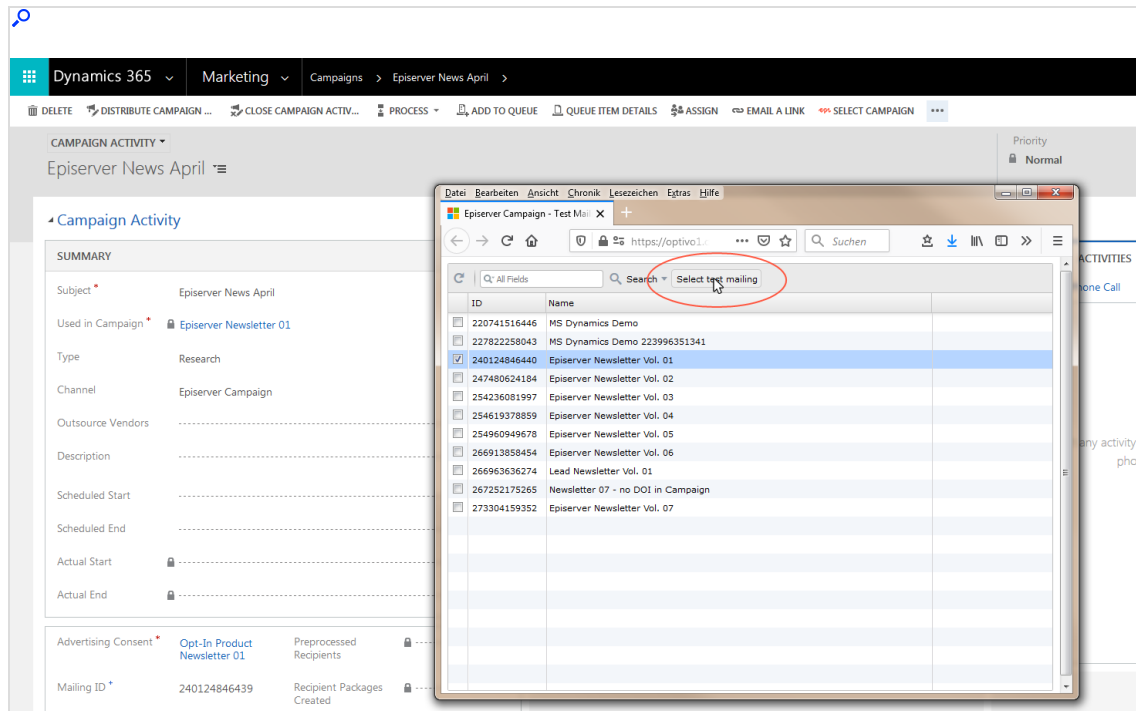 Dynamics 365 Marketing Campaigns > Episerver News April >
DELETE DISTRIBUTE CAMPAIGN ... CLOSE CAMPAIGN ACTIV... PROCESS ADD TO QUEUE QUEUE ITEM DETAILS ASSIGN EMAIL A LINK SELECT CAMPAIGN •••
CAMPAIGN ACTIVITY
Episerver News April
Priority
Normal
Campaign Activity
SUMMARY
Subject * Episerver News April
Used in Campaign * Episerver Newsletter 01
Type Research
Channel Episerver Campaign
Outsource Vendors
Description
Scheduled Start
Scheduled End
Actual Start
Actual End
Advertising Consent * Opt-In Product Newsletter 01
Preprocessed Recipients
Mailing ID + 240124846439
Recipient Packages Created
Datei Bearbeiten Ansicht Chronik Lesezeichen Extras Hilfe
Episerver Campaign - Test Mai
https://optivo1. Suchen
All Fields Search Select test mailing
ID Name
220741516446 MS Dynamics Demo
227822258043 MS Dynamics Demo 223996351341
240124846440 Episerver Newsletter Vol. 01
247480624184 Episerver Newsletter Vol. 02
254236081997 Episerver Newsletter Vol. 03
254619378859 Episerver Newsletter Vol. 04
254960949678 Episerver Newsletter Vol. 05
266913858454 Episerver Newsletter Vol. 06
266963636274 Lead Newsletter Vol. 01
267252175265 Newsletter 07 - no DOI in Campaign
273304159352 Episerver Newsletter Vol. 07
ACTIVITIES
one Call
any activity
pho